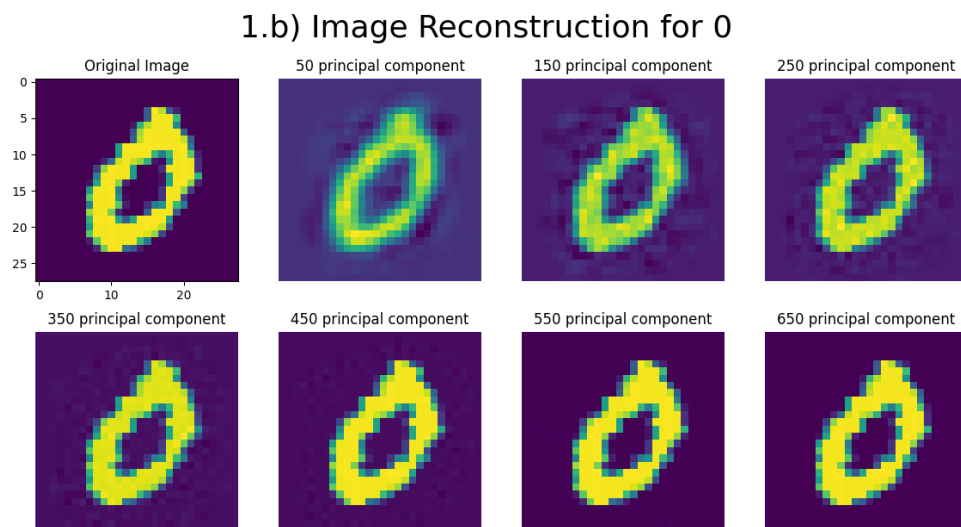 1.b) Image Reconstruction for 0
Original Image
50 principal component
150 principal component
250 principal component
0
5
10
15
20
25
0 10 20
350 principal component
450 principal component
550 principal component
650 principal component